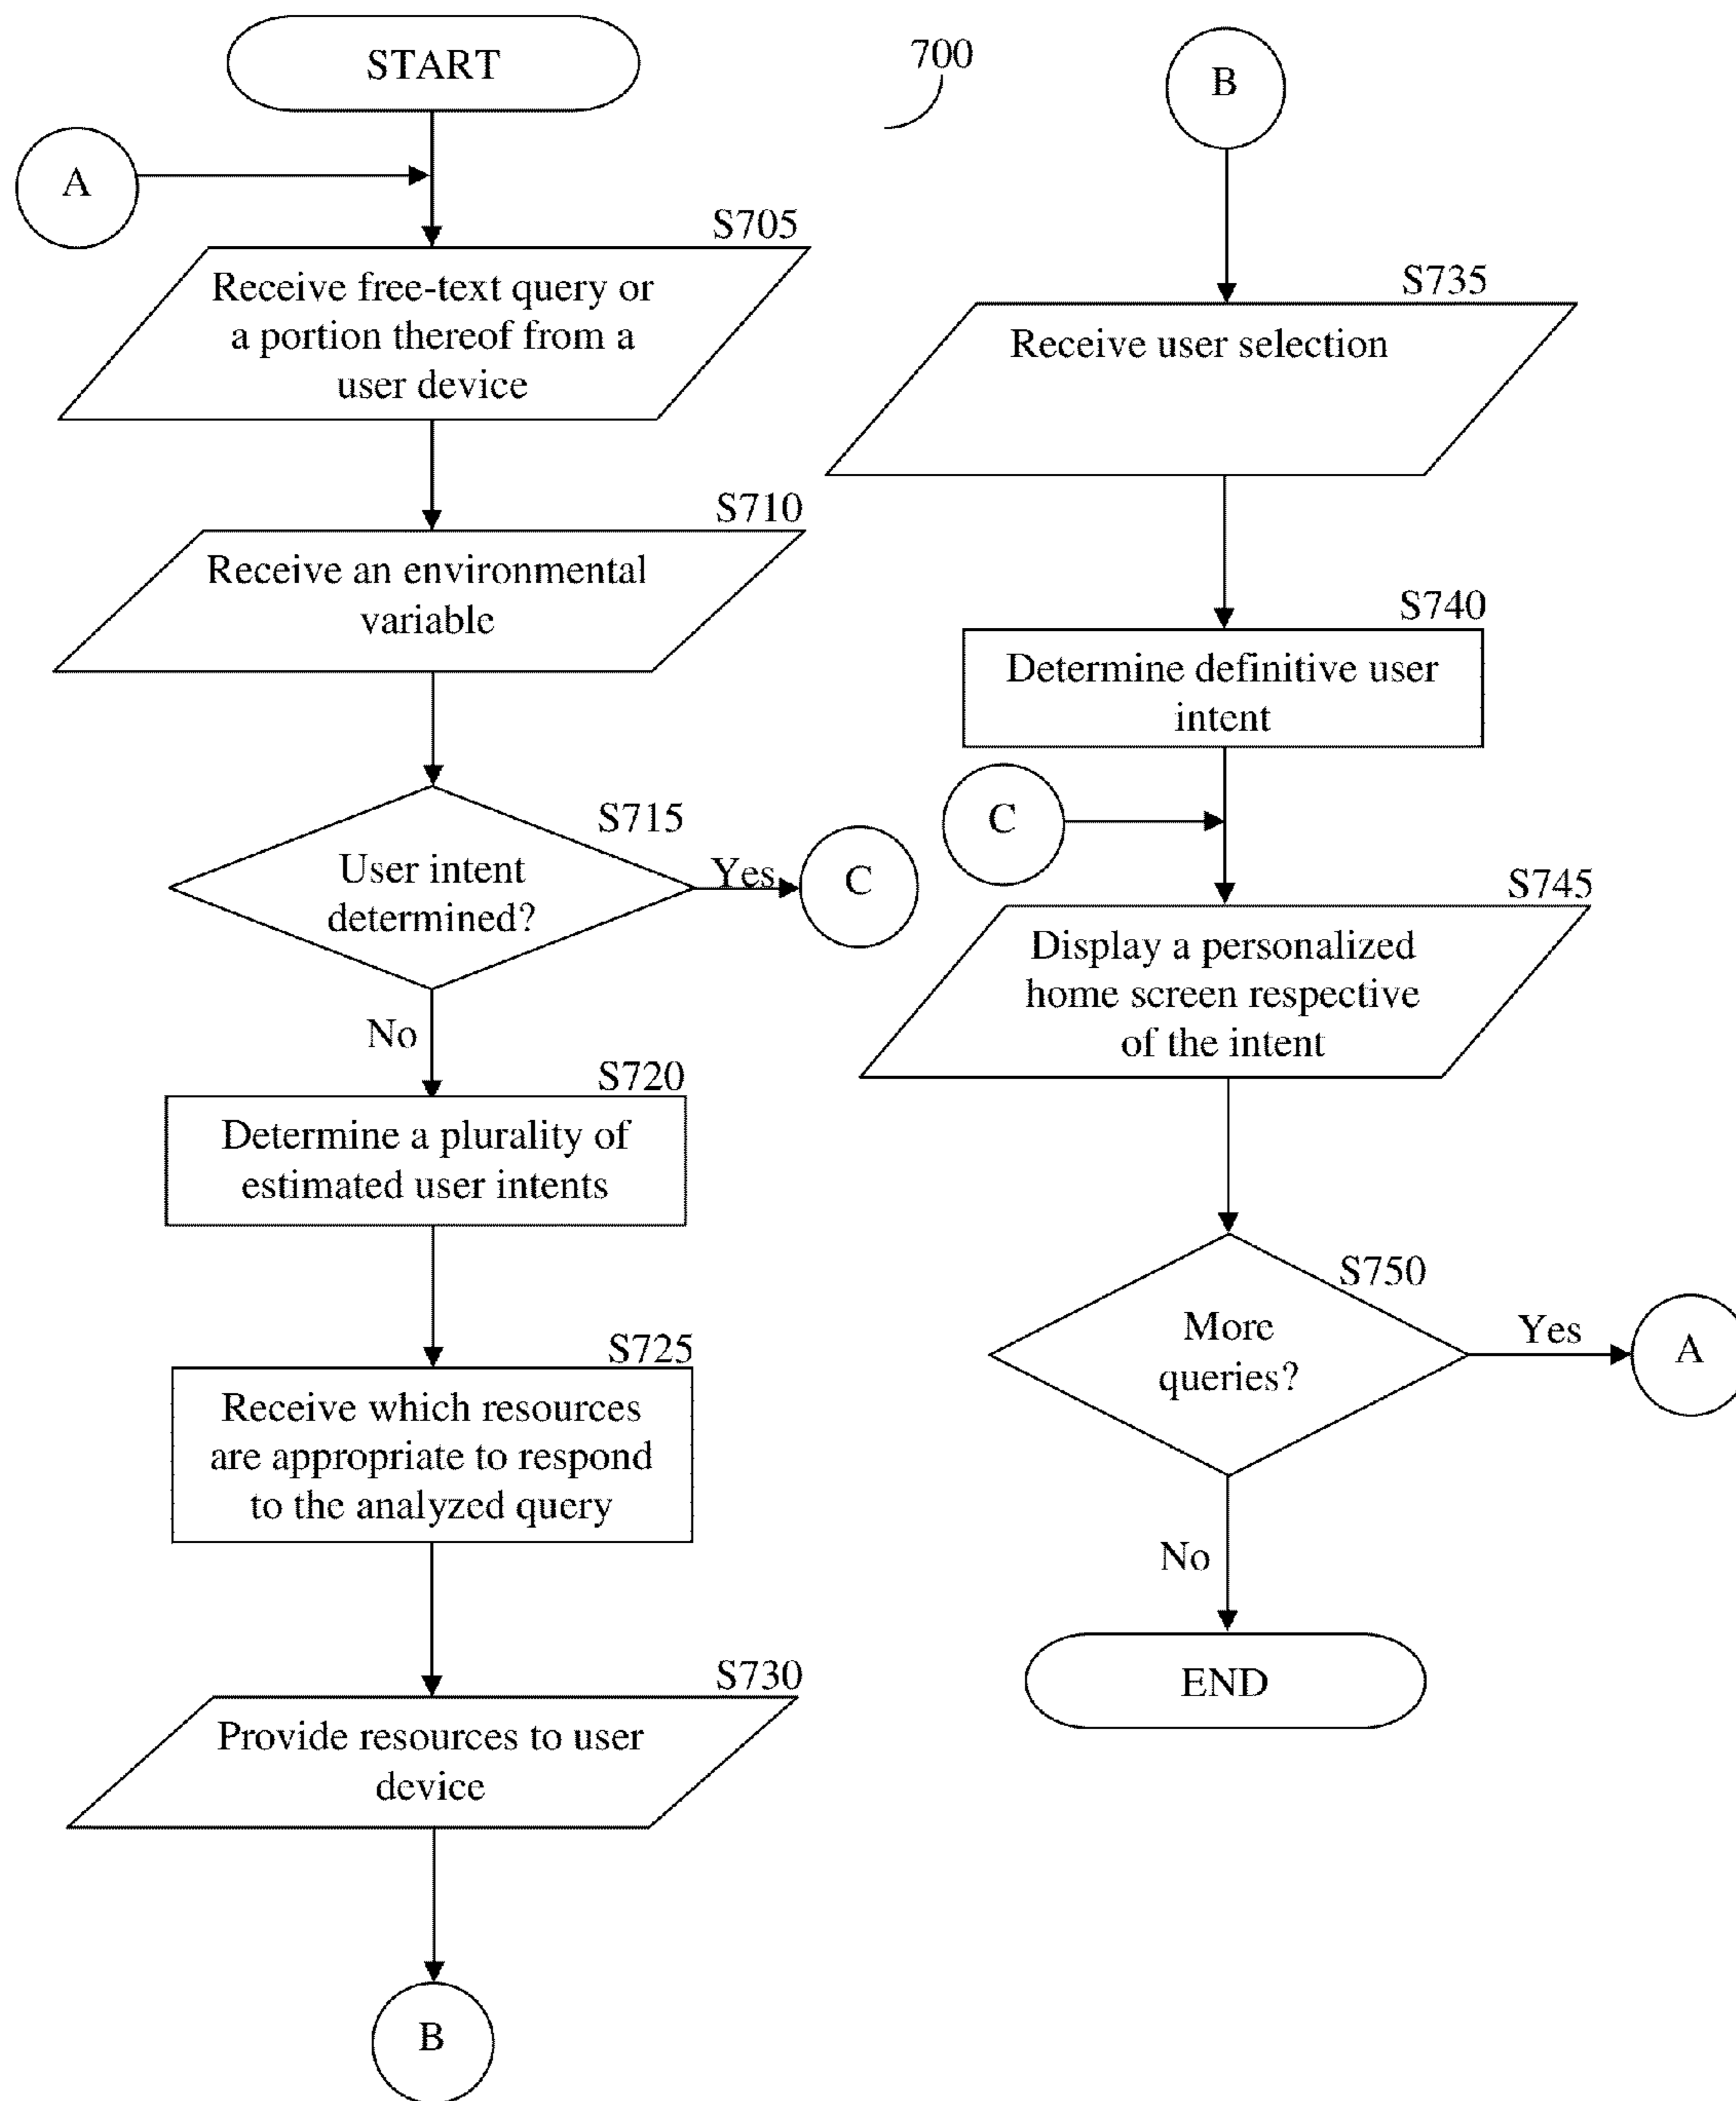 START
A
S705
Receive free-text query or
a portion thereof from a
user device
S710
Receive an environmental
variable
S715
User intent
determined?
Yes
C
No
S720
Determine a plurality of
estimated user intents
S725
Receive which resources
are appropriate to respond
to the analyzed query
S730
Provide resources to user
device
B
700
B
S735
Receive user selection
S740
Determine definitive user
intent
C
S745
Display a personalized
home screen respective
of the intent
S750
More
queries?
Yes
A
No
END